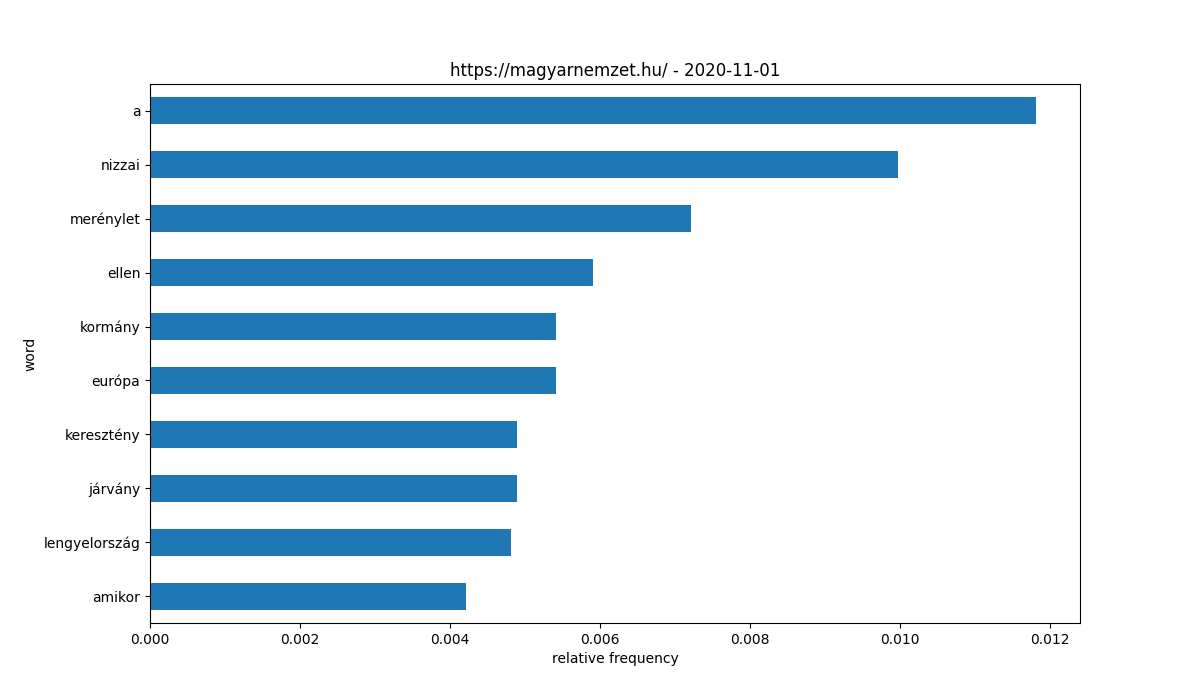 https://magyarnemzet.hu/ - 2020-11-01
a
nizzai
merénylet
ellen
kormány
európa
keresztény
járvány
lengyelország
amikor
word
0.000 0.002 0.004 0.006 0.008 0.010 0.012
relative frequency